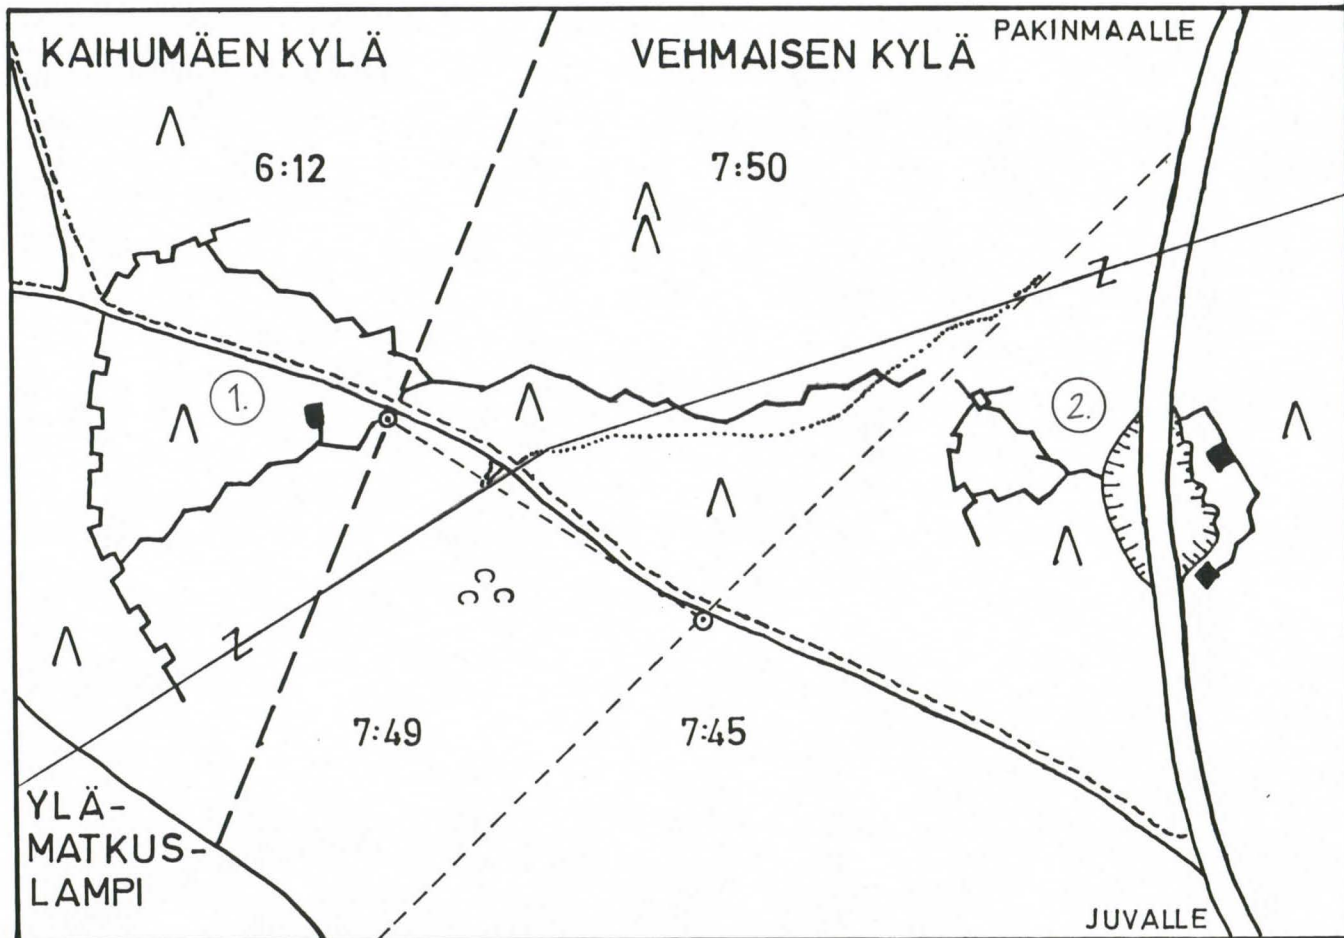 KAIHUMÄEN KYLÄ
VEHMAISEN KYLÄ
PAKINMAALLE
6:12
7:50
1.
2.
7:49
7:45
YLÄ-
MATKUS-
LAMPI
JUVALLE